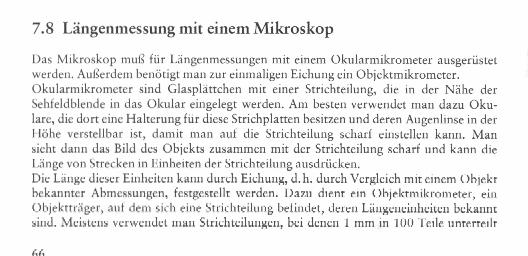 7.8 Längenmessung mit einem Mikroskop
Das Mikroskop muß für Längenmessungen mit einem Okularmikrometer ausgerüstet
werden. Außerdem benötigt man zur einmaligen Eichung ein Objektmikrometer.
Okularmikrometer sind Glasplättchen mit einer Strichteilung, die in der Nähe der
Sehfeldblende in das Okular eingelegt werden. Am besten verwendet man dazu Oku-
lare, die dort eine Halterung für diese Strichplatten besitzen und deren Augenlinse in der
Höhe verstellbar ist, damit man auf die Strichteilung scharf einstellen kann. Man
sieht dann das Bild des Objekts zusammen mit der Strichteilung scharf und kann die
Länge von Strecken in Einheiten der Strichteilung ausdrücken.
Die Länge dieser Einheiten kann durch Eichung, d.h. durch Vergleich mit einem Objekt
bekannter Abmessungen, festgestellt werden. Dazu dient ein Objektmikrometer, ein
Objektträger, auf dem sich eine Strichteilung befindet, deren Längeneinheiten bekannt
sind. Meistens verwendet man Strichteilungen, bei denen 1 mm in 100 Teile unterteilt
66